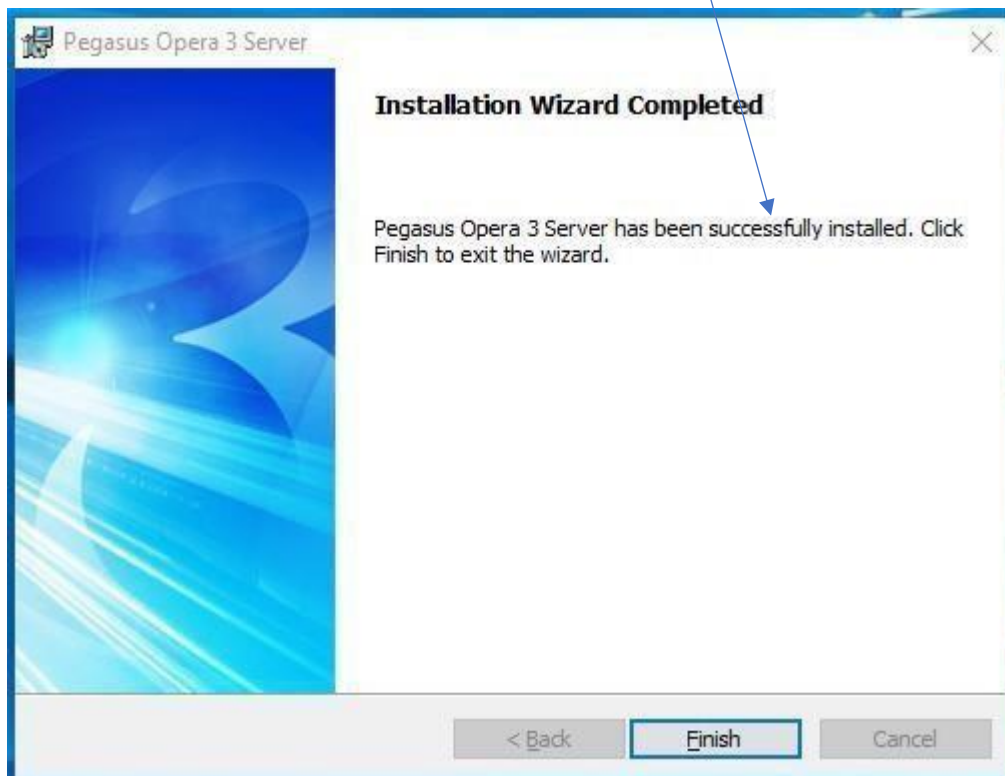 Pegasus Opera 3 Server
Installation Wizard Completed
Pegasus Opera 3 Server has been successfully installed. Click
Finish to exit the wizard.
< Back
Finish
Cancel